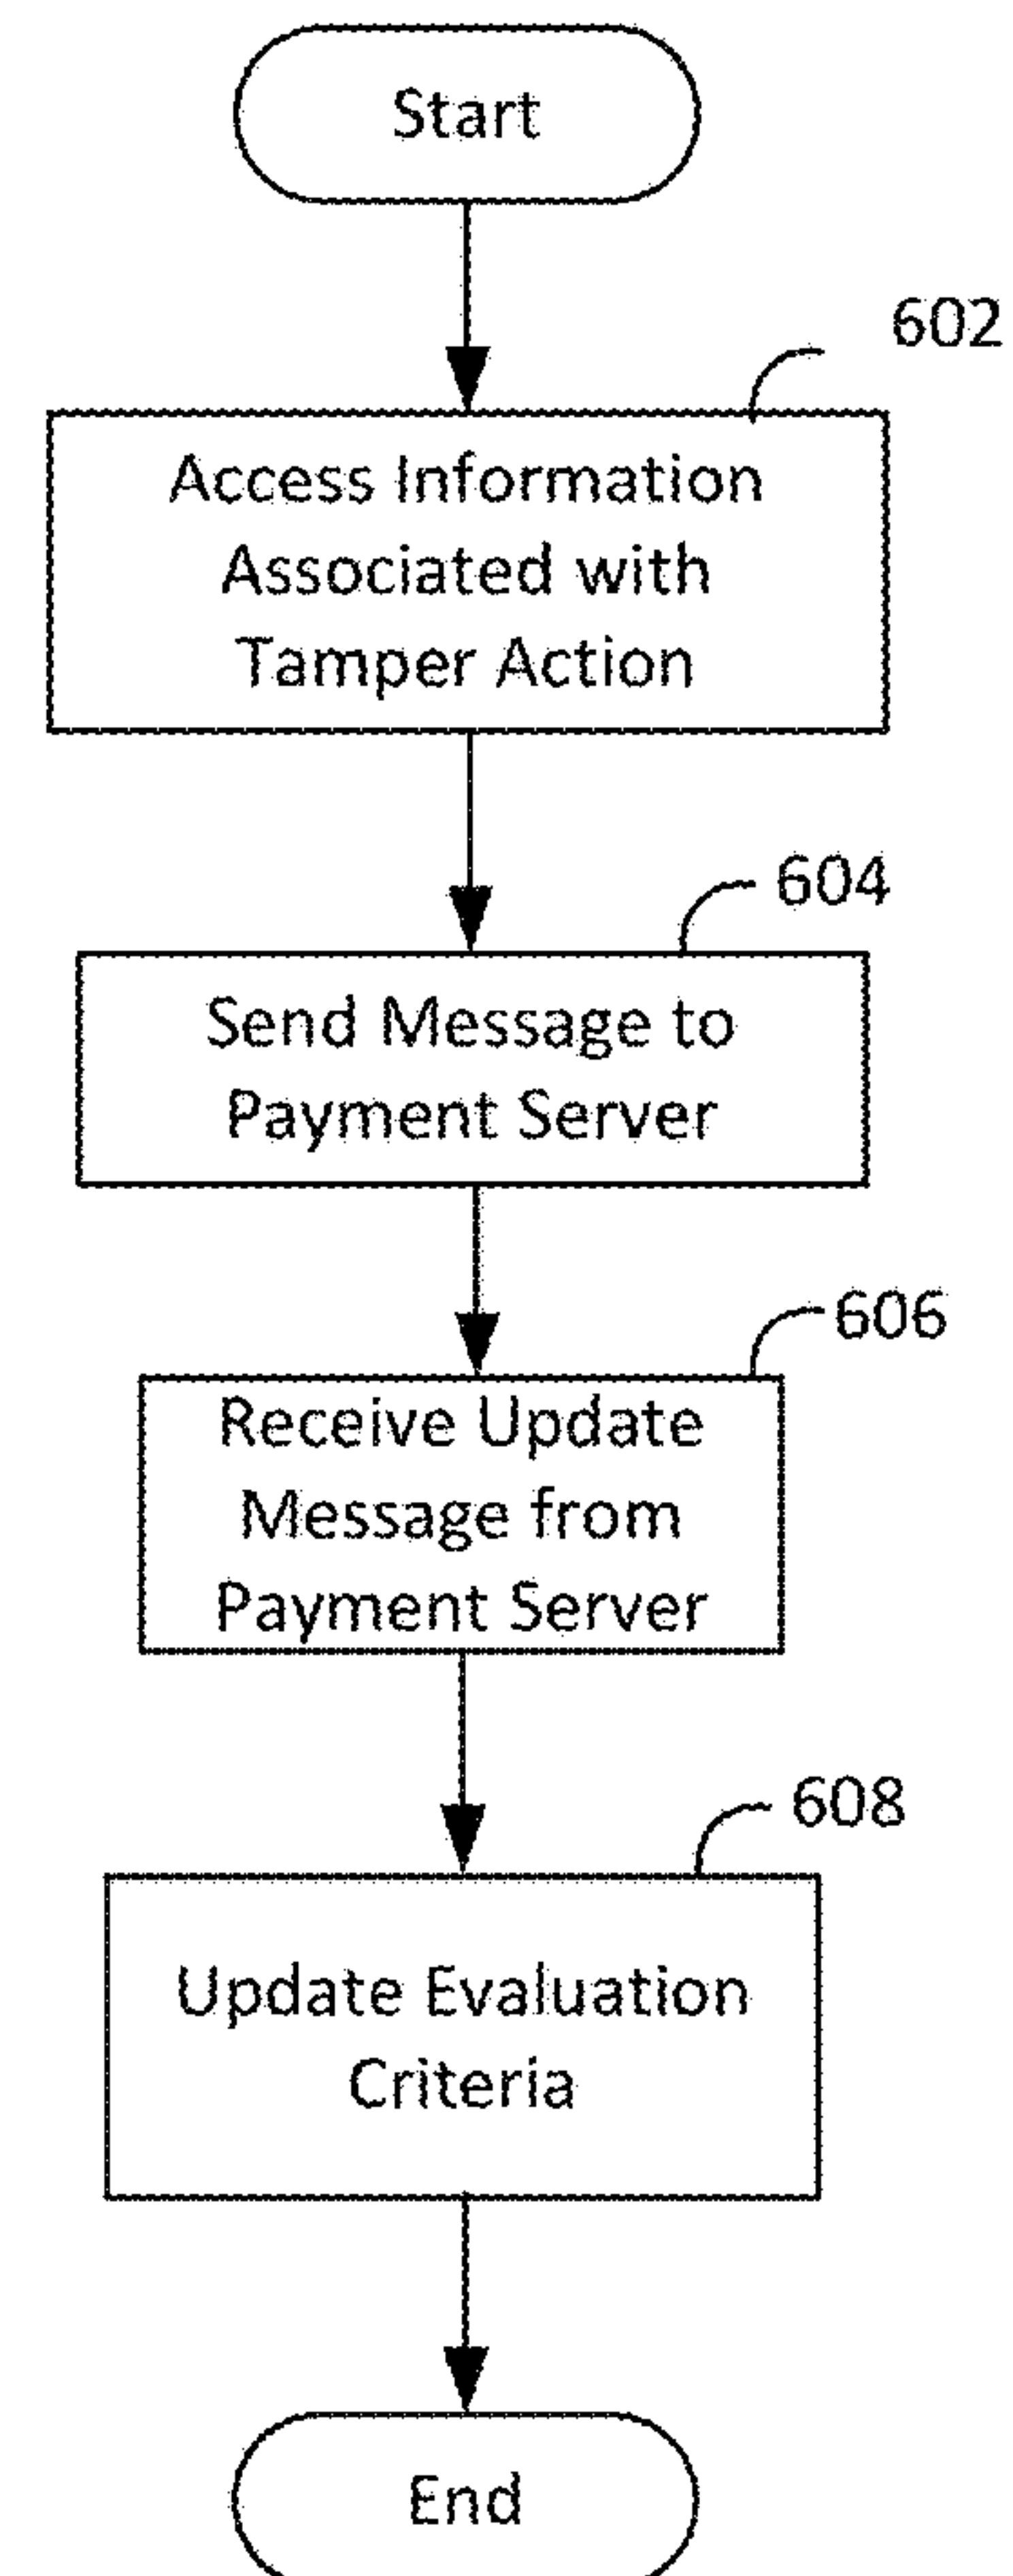 Start
602
Access Information
Associated with
Tamper Action
604
Send Message to
Payment Server
606
Receive Update
Message from
Payment Server
608
Update Evaluation
Criteria
End